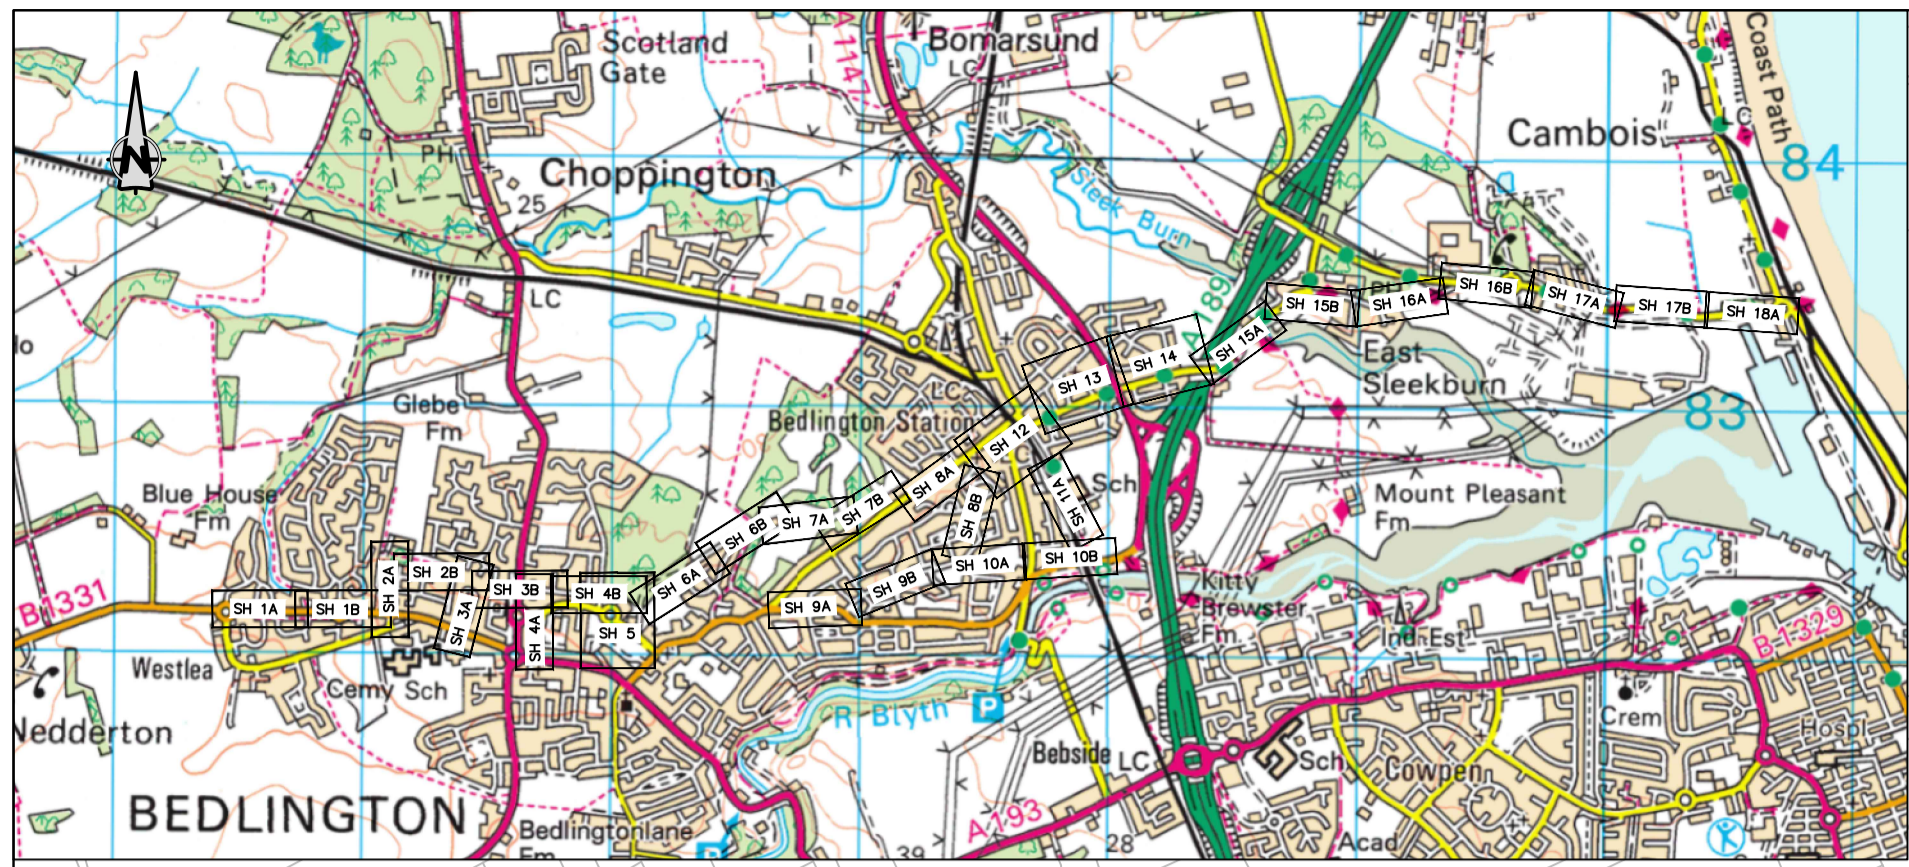 Scotland
Gate
A1147
Bomarsund
LC
Coast Path
N
PH
Choppington
Cambois
84
25
Sleek Burn
LC
A189
SH 15B
SH 16A
SH 16B
SH 17A
SH 17B
SH 18A
SH 15A
SH 14
SH 13
East
Sleekburn
Glebe
Fm
LC
Bedlington Station
83
SH 12
SH 8A
SH 8B
SH 11A
Sch
Blue House
Fm
Mount Pleasant
Fm
SH 7B
SH 7A
SH 6B
SH 6A
B1331
SH 1A
SH 1B
SH 2A
SH 2B
SH 3A
SH 3B
SH 4A
SH 4B
SH 5
SH 9A
SH 9B
SH 10A
SH 10B
Kitty
Brewster
Fm
Ind Est
B1329
Westlea
Cemy Sch
R Blyth
P
Crem
Hospl
Nedderton
Bebside
LC
Sch
Cowpen
BEDLINGTON
Bedlingtonlane
Fm
P
A193
39
28
Acad